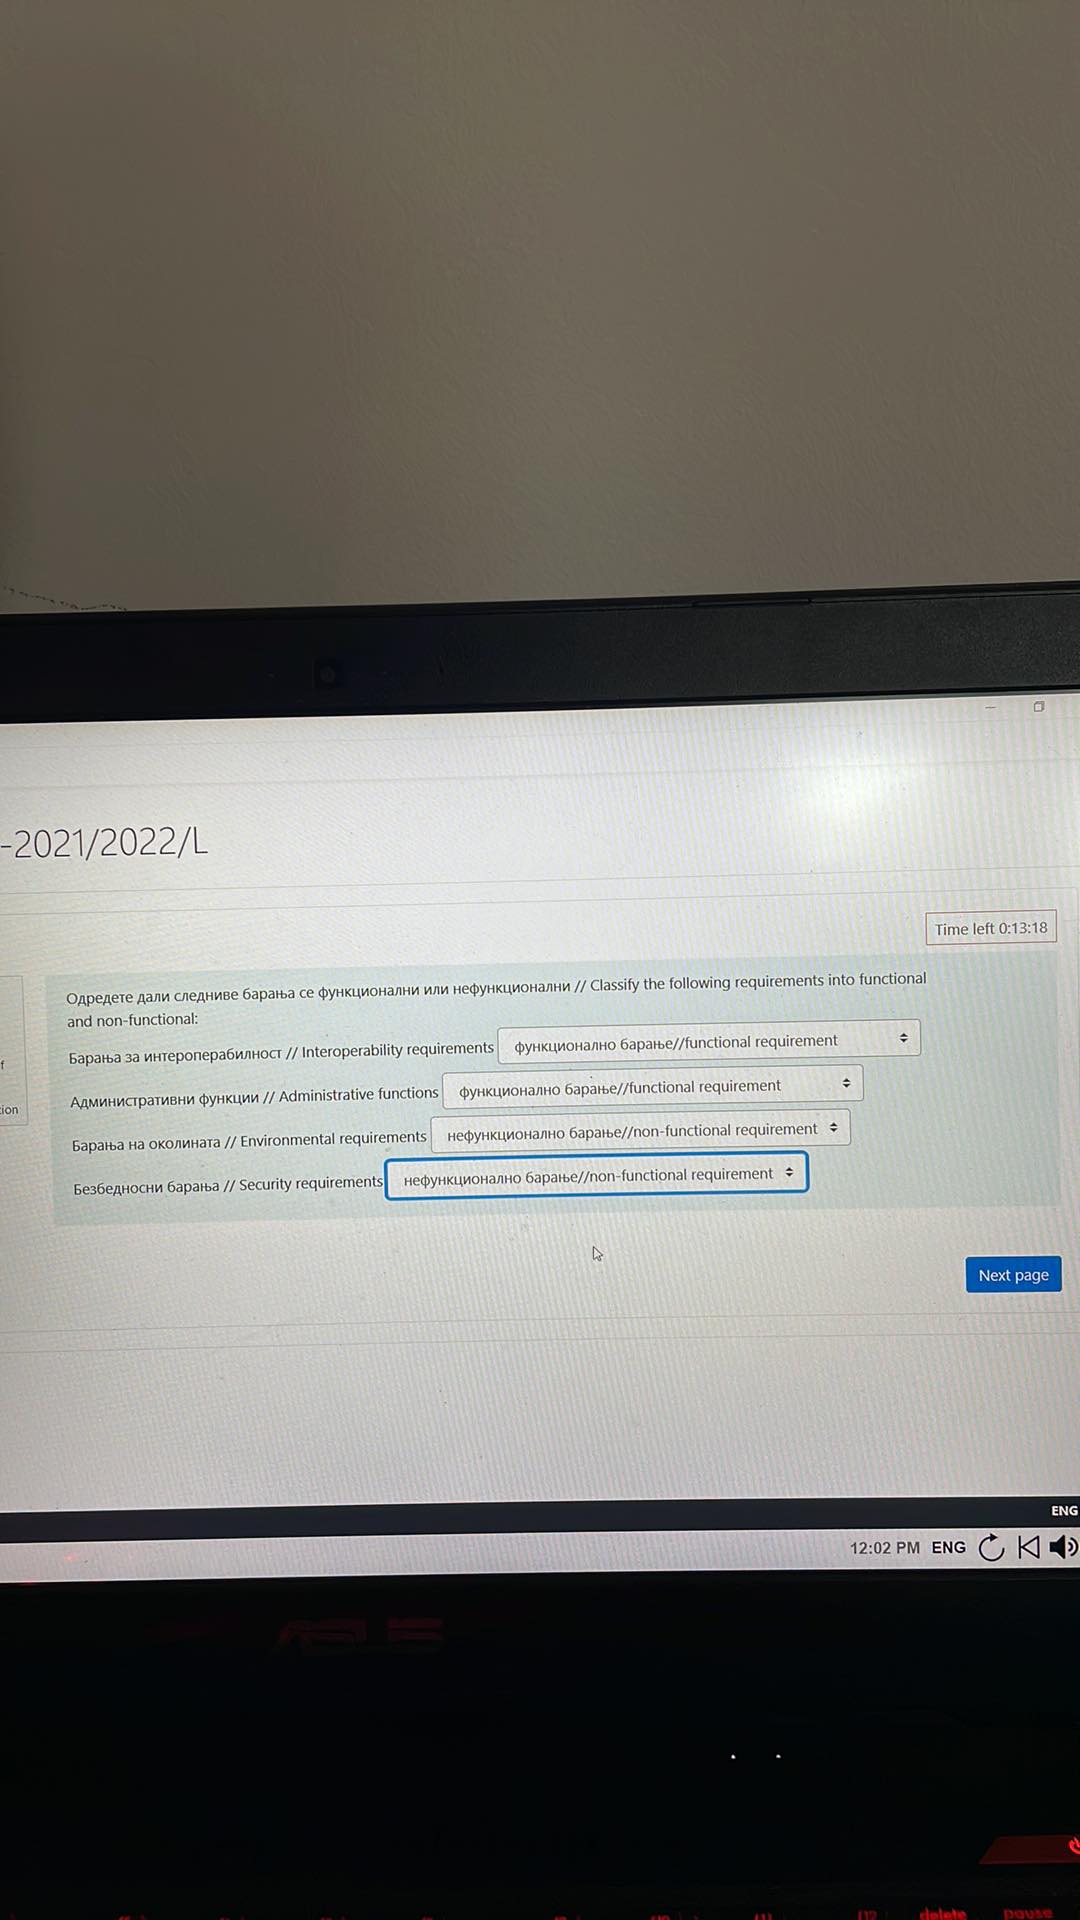 -2021/2022/L
Time left 0:13:18
Одредете дали следниве барања се функционални или нефункционални // Classify the following requirements into functional
and non-functional:
Барања за интероперабилност // Interoperability requirements функционално барање//functional requirement
Административни функции // Administrative functions функционално барање//functional requirement
Барања на околината // Environmental requirements нефункционално барање//non-functional requirement
Безбедносни барања // Security requirements нефункционално барање//non-functional requirement
f
ion
Next page
ENG
12:02 PM ENG
delete pause